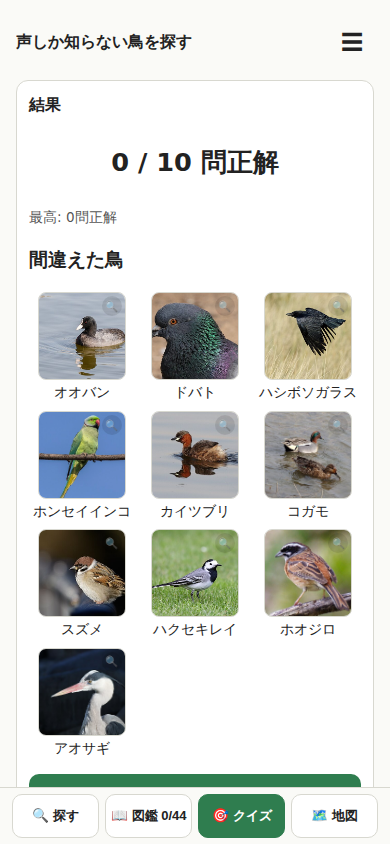 声しか知らない鳥を探す
結果
0 / 10 問正解
最高: 0問正解
間違えた鳥
オオバン
ドバト
ハシボソガラス
ホンセイインコ
カイツブリ
コガモ
スズメ
ハクセキレイ
ホオジロ
アオサギ
探す
図鑑 0/44
クイズ
地図